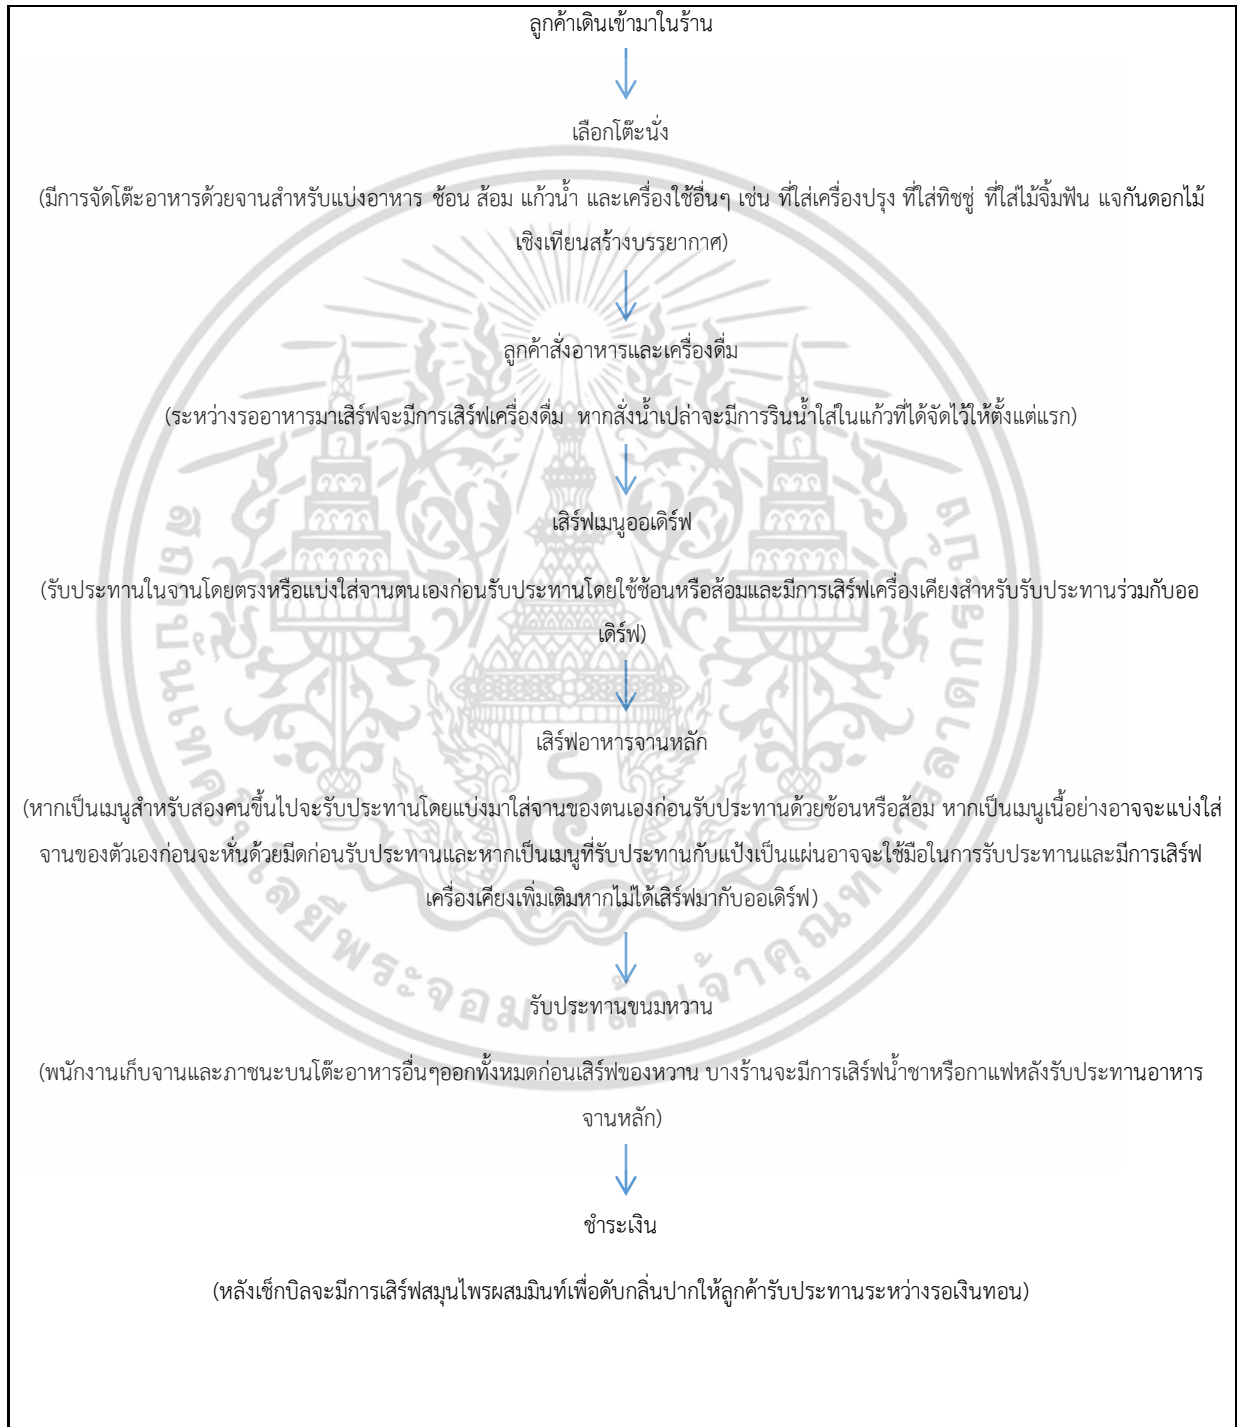 ลูกค้าเดินเข้ามาในร้าน
เลือกโต๊ะนั่ง
(มีการจัดโต๊ะอาหารด้วยจานสำหรับแบ่งอาหาร ช้อน ส้อม แก้วน้ำ และเครื่องใช้อื่นๆ เช่น ที่ใส่เครื่องปรุง ที่ใส่ทิชชู่ ที่ใส่ไม้จิ้มฟัน แจกันดอกไม้
เชิงเทียนสร้างบรรยากาศ)
ลูกค้าสั่งอาหารและเครื่องดื่ม
(ระหว่างรออาหารมาเสิร์ฟจะมีการเสิร์ฟเครื่องดื่ม หากสั่งน้ำเปล่าจะมีการรินน้ำใส่ในแก้วที่ได้จัดไว้ให้ตั้งแต่แรก)
เสิร์ฟเมนูออเดิร์ฟ
(รับประทานในจานโดยตรงหรือแบ่งใส่จานตนเองก่อนรับประทานโดยใช้ช้อนหรือส้อมและมีการเสิร์ฟเครื่องเคียงสำหรับรับประทานร่วมกับออ
เดิร์ฟ)
เสิร์ฟอาหารจานหลัก
(หากเป็นเมนูสำหรับสองคนขึ้นไปจะรับประทานโดยแบ่งมาใส่จานของตนเองก่อนรับประทานด้วยช้อนหรือส้อม หากเป็นเมนูเนื้อย่างอาจจะแบ่งใส่
จานของตัวเองก่อนจะหั่นด้วยมีดก่อนรับประทานและหากเป็นเมนูที่รับประทานกับแป้งเป็นแผ่นอาจจะใช้มือในการรับประทานและมีการเสิร์ฟ
เครื่องเคียงเพิ่มเติมหากไม่ได้เสิร์ฟมากับออเดิร์ฟ)
รับประทานขนมหวาน
(พนักงานเก็บจานและภาชนะบนโต๊ะอาหารอื่นๆออกทั้งหมดก่อนเสิร์ฟของหวาน บางร้านจะมีการเสิร์ฟน้ำชาหรือกาแฟหลังรับประทานอาหาร
จานหลัก)
ชำระเงิน
(หลังเช็กบิลจะมีการเสิร์ฟสมุนไพรผสมมินท์เพื่อดับกลิ่นปากให้ลูกค้ารับประทานระหว่างรอเงินทอน)
สถาบันเทคโนโลยีพระจอมเกล้าเจ้าคุณทหารลาดกระบัง